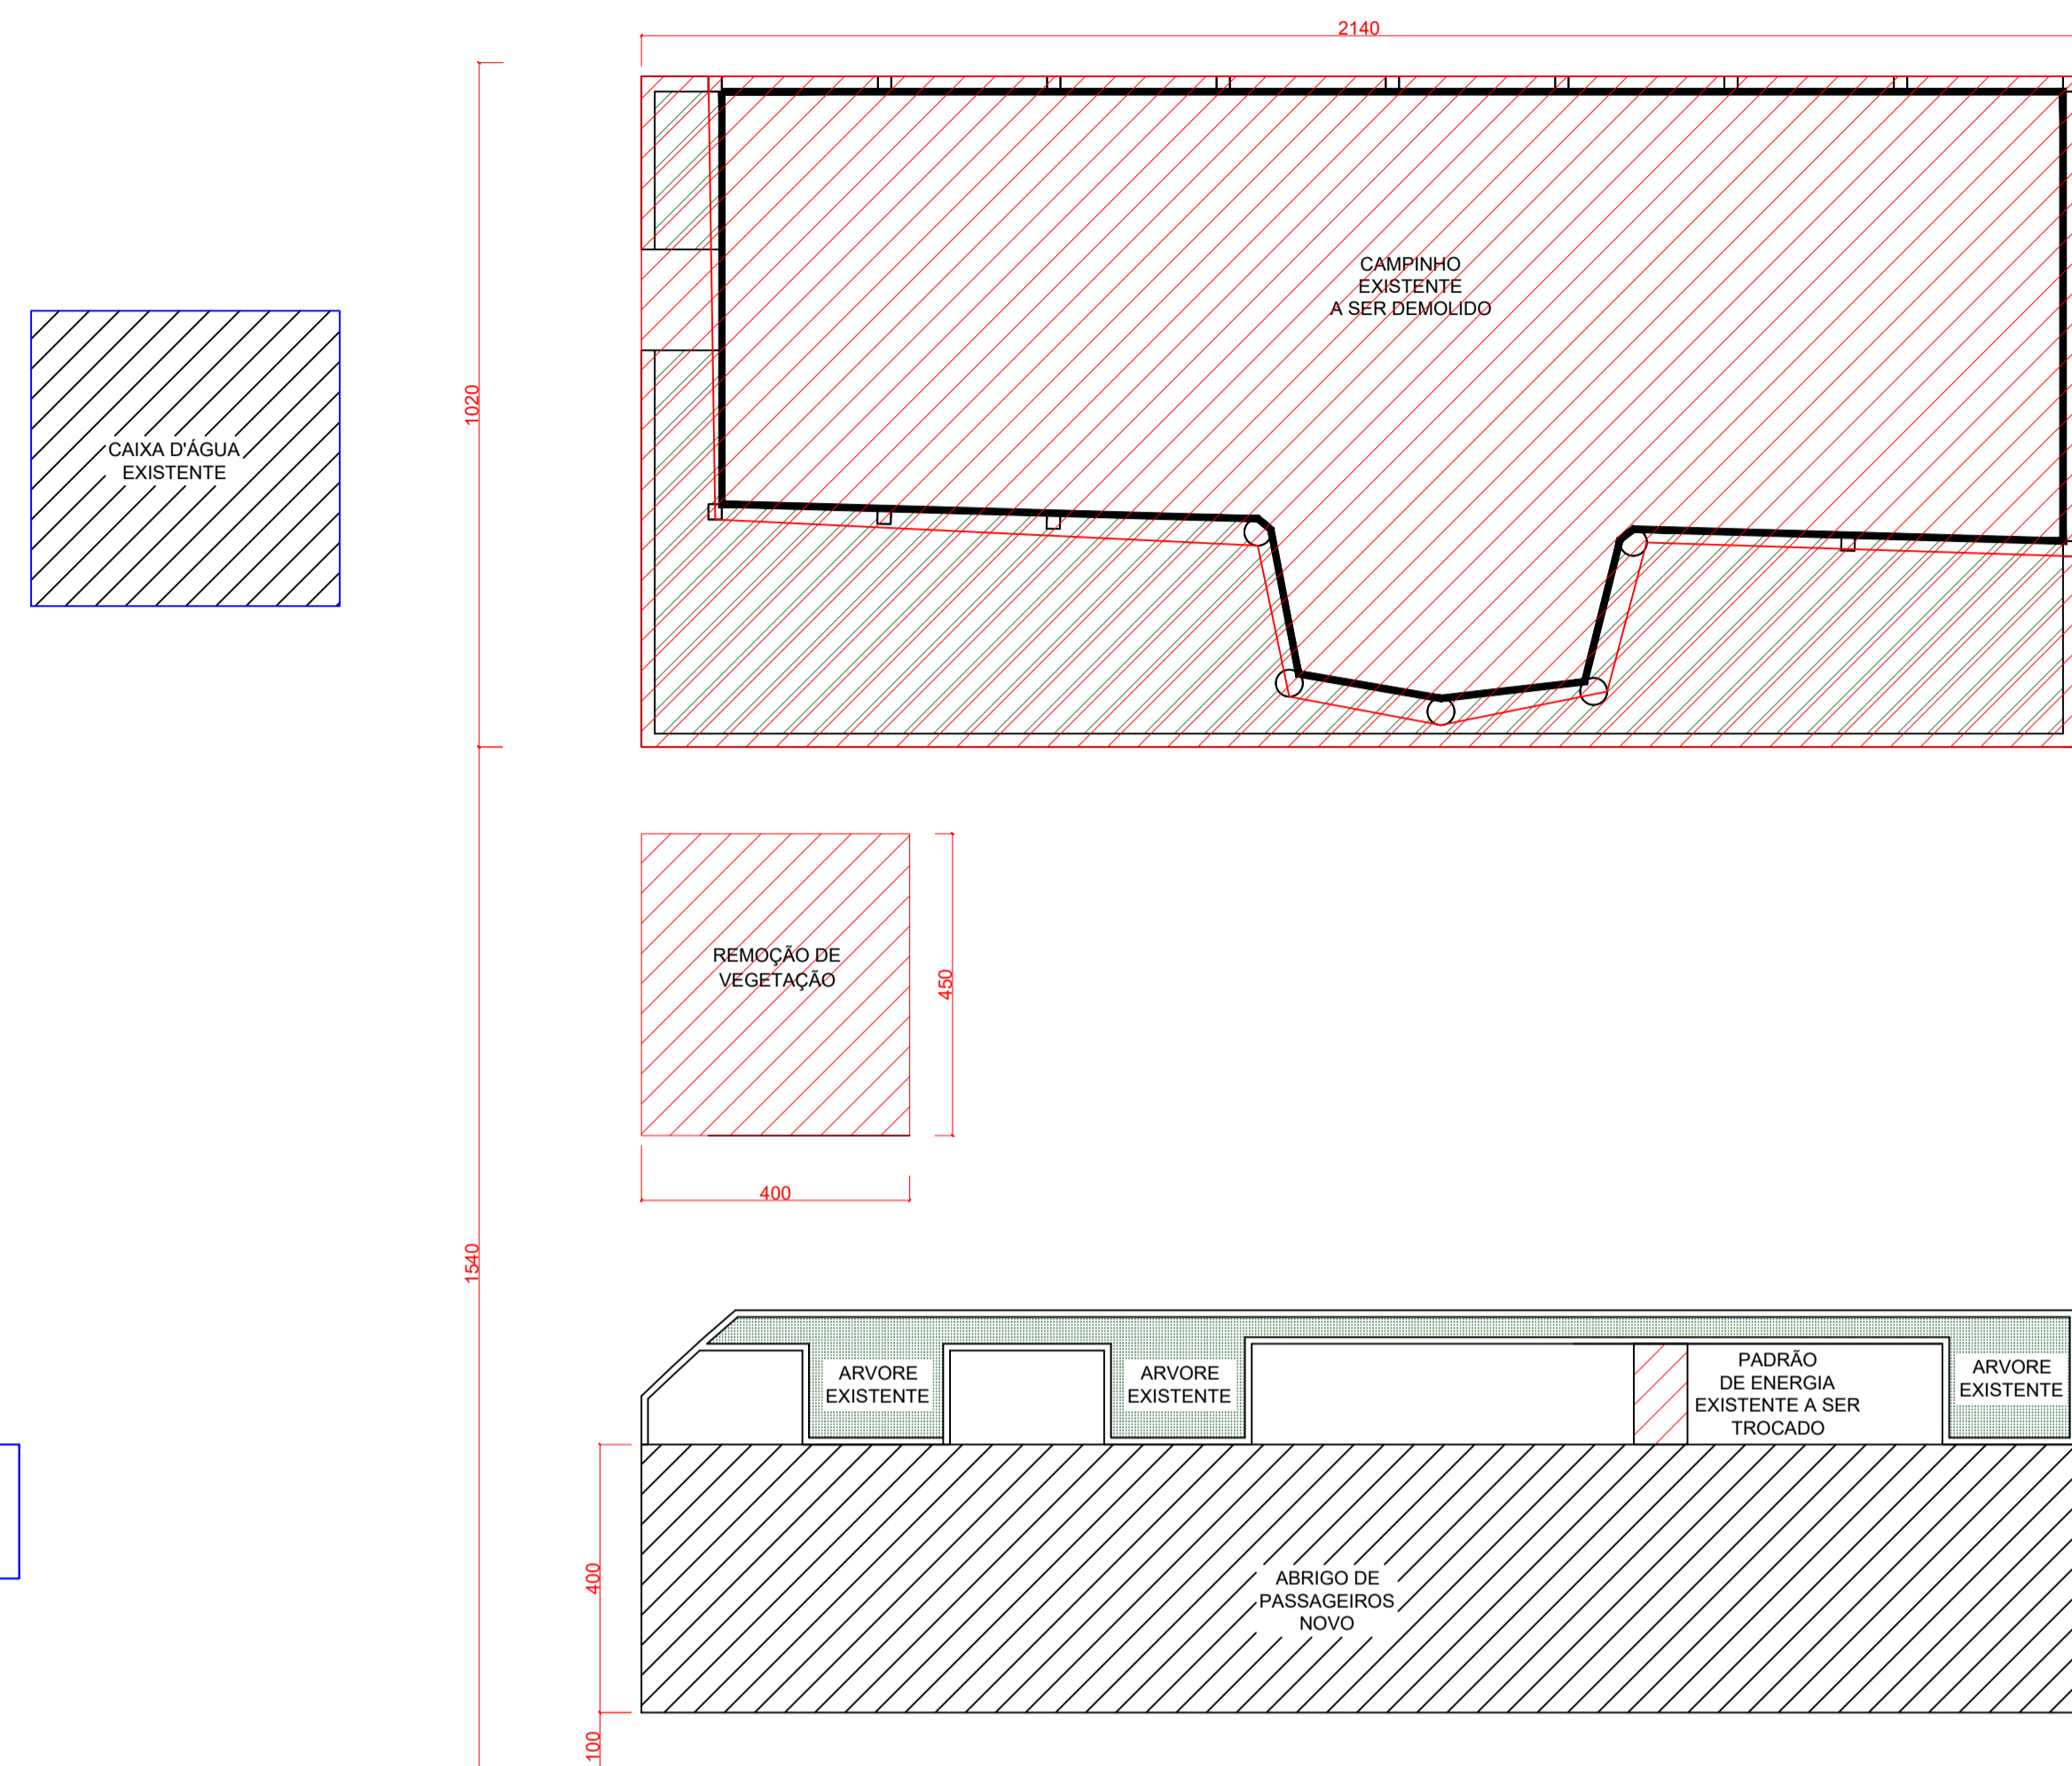 2140
CAMPINHO
EXISTENTE
A SER DEMOLIDO
1020
CAIXA D'ÁGUA
EXISTENTE
REMOÇÃO DE
VEGETAÇÃO
450
400
1540
ARVORE
EXISTENTE
ARVORE
EXISTENTE
PADRÃO
DE ENERGIA
EXISTENTE A SER
TROCADO
ARVORE
EXISTENTE
400
ABRIGO DE
PASSAGEIROS
NOVO
100